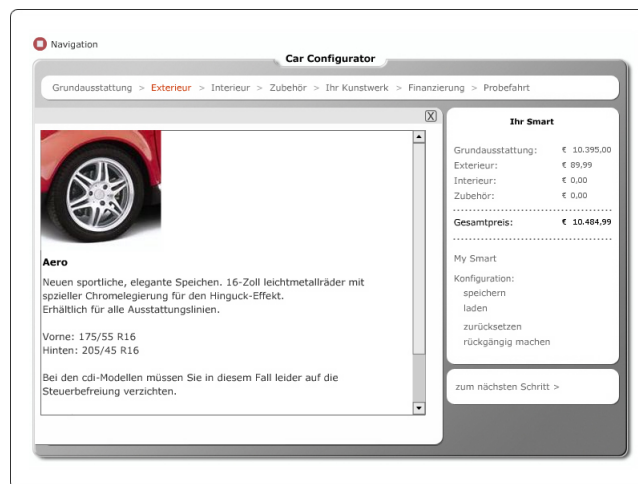 Navigation
Car Configurator
Grundausstattung > Exterieur > Interieur > Zubehör > Ihr Kunstwerk > Finanzierung > Probefahrt
X
Aero
Neuen sportliche, elegante Speichen. 16-Zoll leichtmetallräder mit
spzieller Chromelegierung für den Hinguck-Effekt.
Erhältlich für alle Ausstattungslinien.
Vorne: 175/55 R16
Hinten: 205/45 R16
Bei den cdi-Modellen müssen Sie in diesem Fall leider auf die
Steuerbefreiung verzichten.
Ihr Smart
Grundausstattung: € 10.395,00
Exterieur: € 89,99
Interieur: € 0,00
Zubehör: € 0,00
Gesamtpreis: € 10.484,99
My Smart
Konfiguration:
speichern
laden
zurücksetzen
rückgängig machen
zum nächsten Schritt >